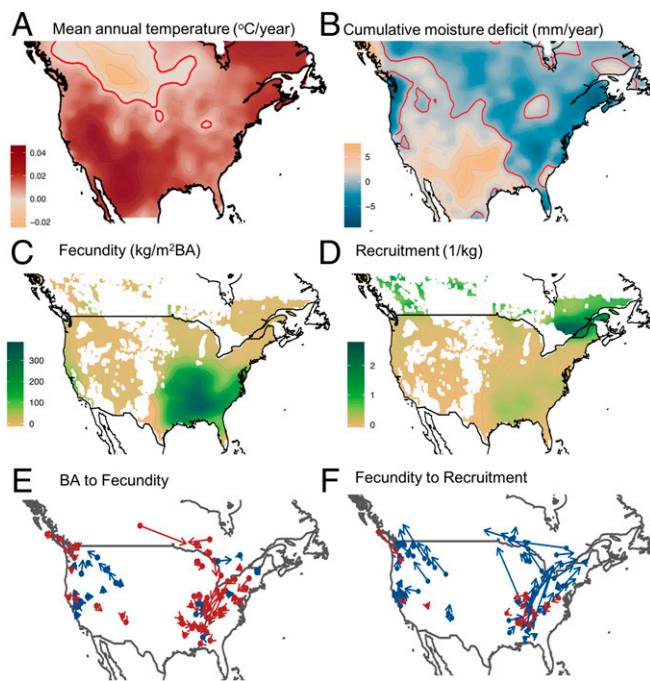 A Mean annual temperature (°C/year)
B Cumulative moisture deficit (mm/year)
0.04
0.02
0.00
−0.02
5
0
−5
C Fecundity (kg/m²BA)
D Recruitment (1/kg)
300
200
100
0
2
1
0
E BA to Fecundity
F Fecundity to Recruitment